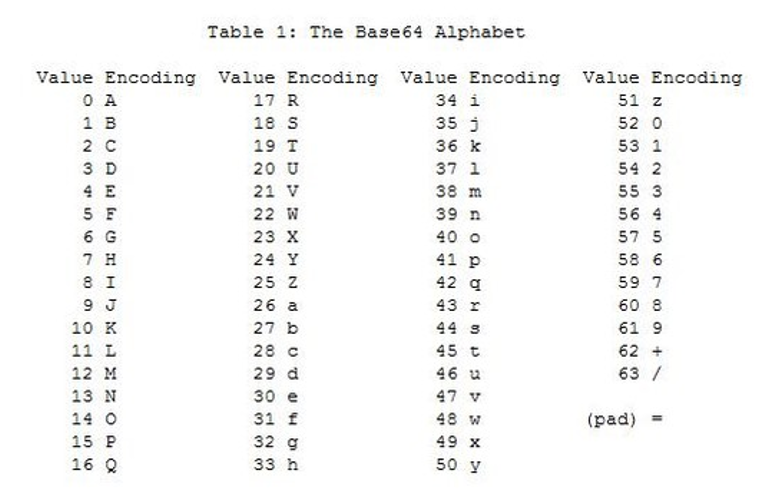 Table 1: The Base64 Alphabet
Value Encoding Value Encoding Value Encoding Value Encoding
0 A 17 R 34 i 51 z
1 B 18 S 35 j 52 0
2 C 19 T 36 k 53 1
3 D 20 U 37 l 54 2
4 E 21 V 38 m 55 3
5 F 22 W 39 n 56 4
6 G 23 X 40 o 57 5
7 H 24 Y 41 p 58 6
8 I 25 Z 42 q 59 7
9 J 26 a 43 r 60 8
10 K 27 b 44 s 61 9
11 L 28 c 45 t 62 +
12 M 29 d 46 u 63 /
13 N 30 e 47 v
14 O 31 f 48 w (pad) =
15 P 32 g 49 x
16 Q 33 h 50 y